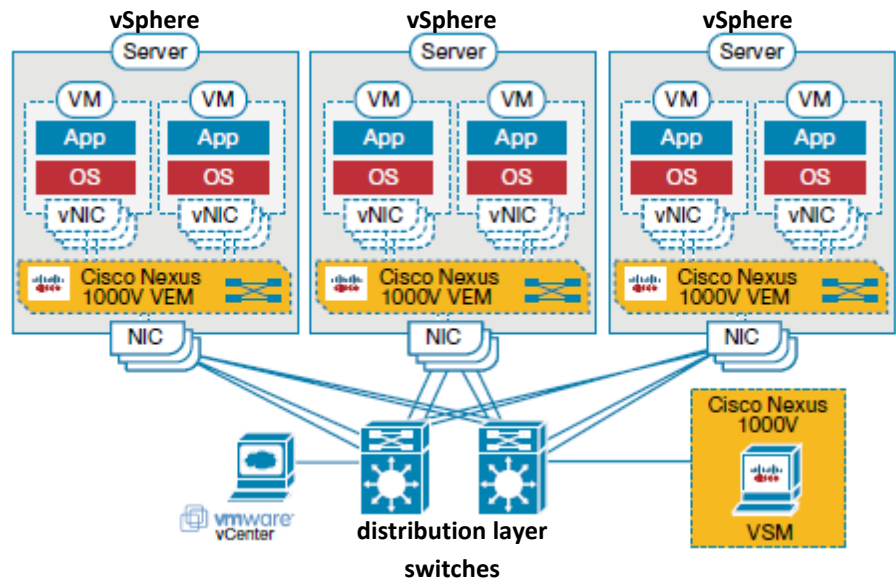 vSphere
vSphere
vSphere
Server
Server
Server
VM
VM
VM
VM
VM
VM
App
App
App
App
App
App
OS
OS
OS
OS
OS
OS
vNIC
vNIC
vNIC
vNIC
vNIC
vNIC
Cisco Nexus
1000V VEM
Cisco Nexus
1000V VEM
Cisco Nexus
1000V VEM
NIC
NIC
NIC
Cisco Nexus
1000V
VSM
vmware
vCenter
distribution layer
switches